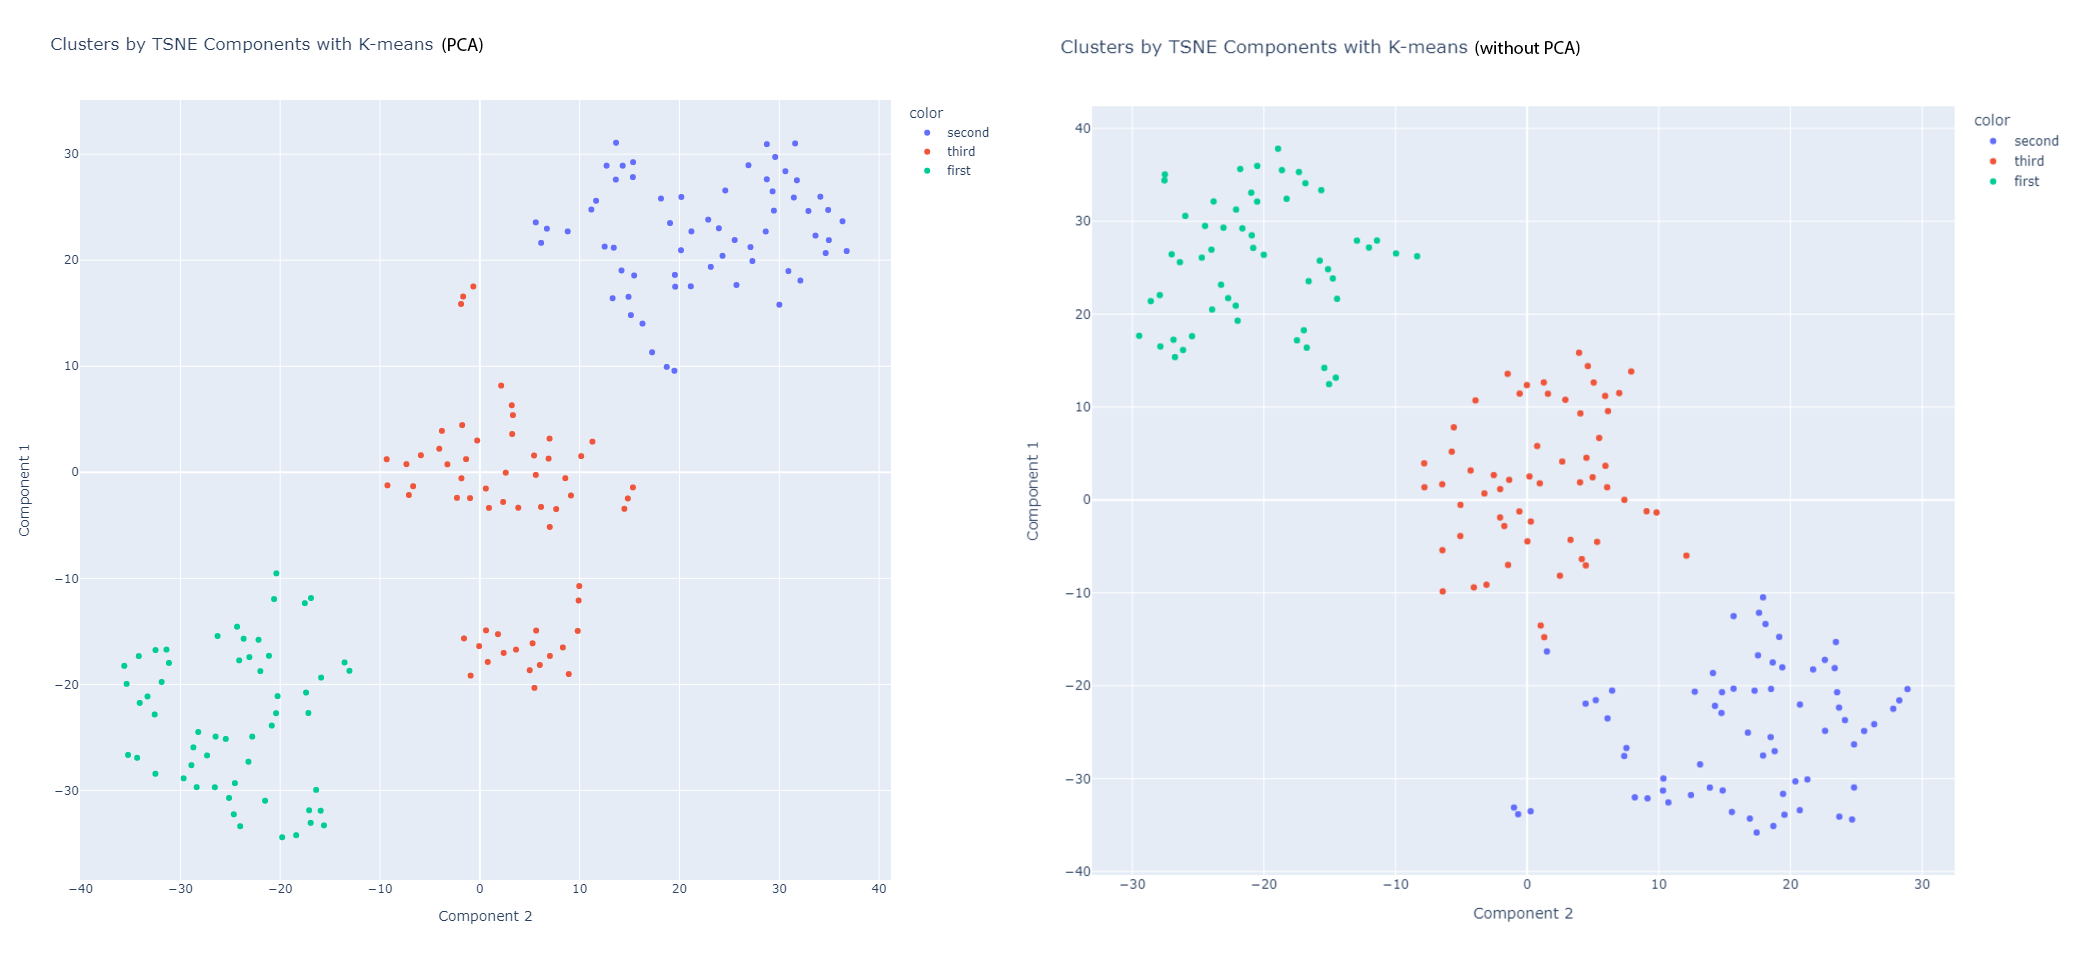 Clusters by TSNE Components with K-means (PCA)
color
second
third
first
30
20
10
0
−10
−20
−30
Component 1
−40
−30
−20
−10
0
10
20
30
40
Component 2
Clusters by TSNE Components with K-means (without PCA)
color
second
third
first
40
30
20
10
0
−10
−20
−30
−40
Component 1
−30
−20
−10
0
10
20
30
Component 2